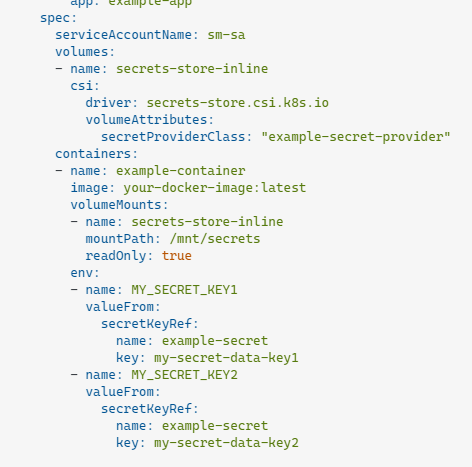 app: example-app
spec:
serviceAccountName: sm-sa
volumes:
- name: secrets-store-inline
csi:
driver: secrets-store.csi.k8s.io
volumeAttributes:
secretProviderClass: "example-secret-provider"
containers:
- name: example-container
image: your-docker-image:latest
volumeMounts:
- name: secrets-store-inline
mountPath: /mnt/secrets
readOnly: true
env:
- name: MY_SECRET_KEY1
valueFrom:
secretKeyRef:
name: example-secret
key: my-secret-data-key1
- name: MY_SECRET_KEY2
valueFrom:
secretKeyRef:
name: example-secret
key: my-secret-data-key2